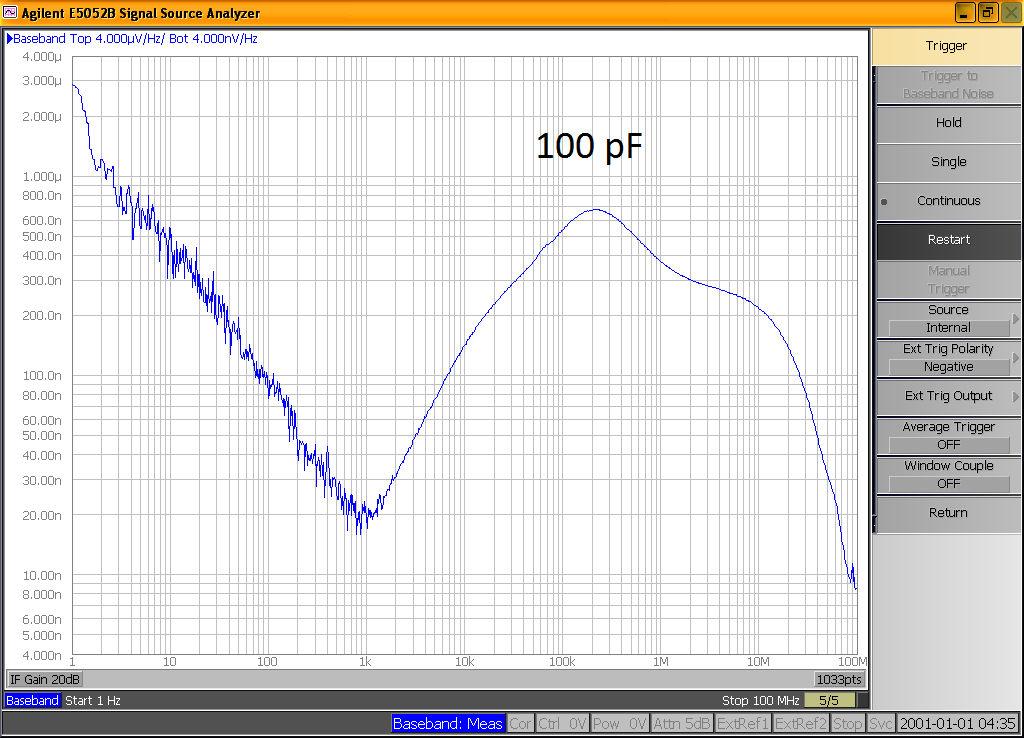 Agilent E5052B Signal Source Analyzer
Baseband Top 4.000µV/Hz/ Bot 4.000nV/Hz
4.000µ
3.000µ
2.000µ
1.000µ
800.0n
600.0n
500.0n
400.0n
300.0n
200.0n
100.0n
80.00n
60.00n
50.00n
40.00n
30.00n
20.00n
10.00n
8.000n
6.000n
5.000n
4.000n
100 pF
1 10 100 1k 10k 100k 1M 10M 100M
IF Gain 20dB 1033pts
Baseband Start 1 Hz Stop 100 MHz 5/5
Trigger
Trigger to
Baseband Noise
Hold
Single
Continuous
Restart
Manual
Trigger
Source
Internal
Ext Trig Polarity
Negative
Ext Trig Output
Average Trigger
OFF
Window Couple
OFF
Return
Baseband: Meas Cor Ctrl 0V Pow 0V Attn 5dB ExtRef1 ExtRef2 Stop Svc 2001-01-01 04:35